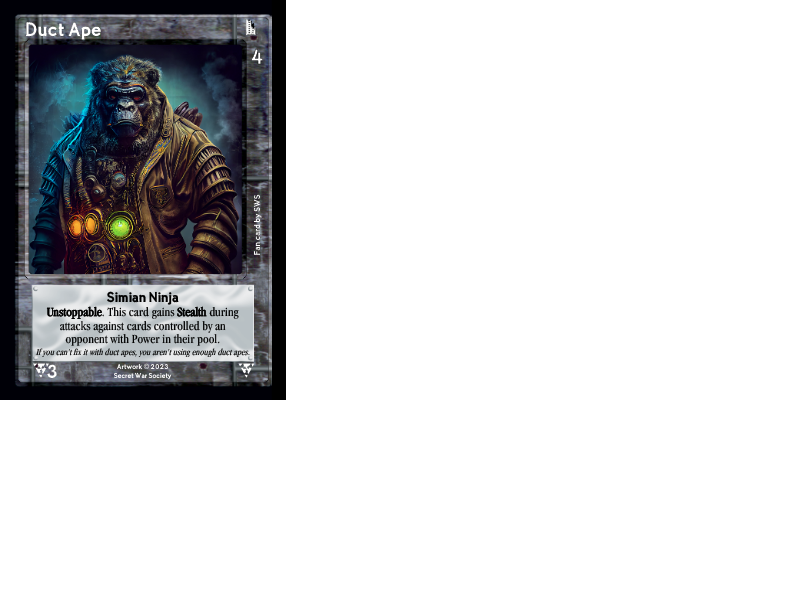 Duct Ape
4
Fan card by SWS
Simian Ninja
Unstoppable. This card gains Stealth during
attacks against cards controlled by an
opponent with Power in their pool.
If you can't fix it with duct apes, you aren't using enough duct apes.
3
Artwork © 2023
Secret War Society